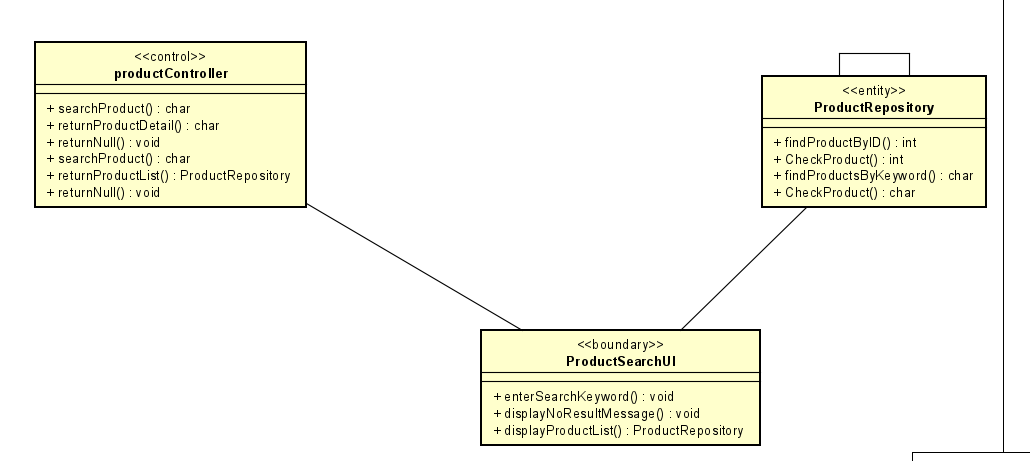 <<control>>
productController
+ searchProduct() : char
+ returnProductDetail() : char
+ returnNull() : void
+ searchProduct() : char
+ returnProductList() : ProductRepository
+ returnNull() : void
<<entity>>
ProductRepository
+ findProductByID() : int
+ CheckProduct() : int
+ findProductsByKeyword() : char
+ CheckProduct() : char
<<boundary>>
ProductSearchUI
+ enterSearchKeyword() : void
+ displayNoResultMessage() : void
+ displayProductList() : ProductRepository